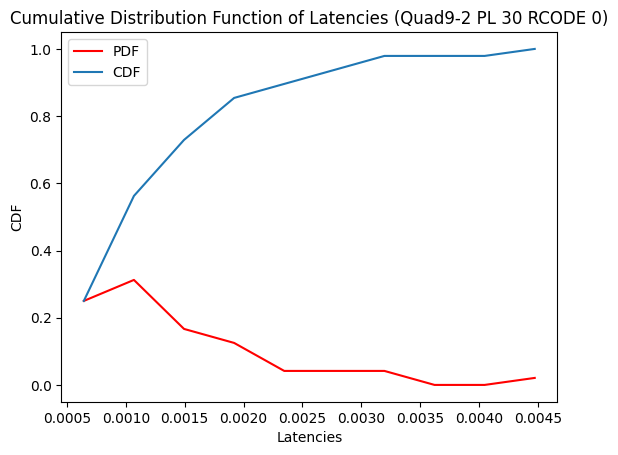 Cumulative Distribution Function of Latencies (Quad9-2 PL 30 RCODE 0)
PDF
CDF
1.0
0.8
0.6
0.4
0.2
0.0
CDF
0.0005 0.0010 0.0015 0.0020 0.0025 0.0030 0.0035 0.0040 0.0045
Latencies